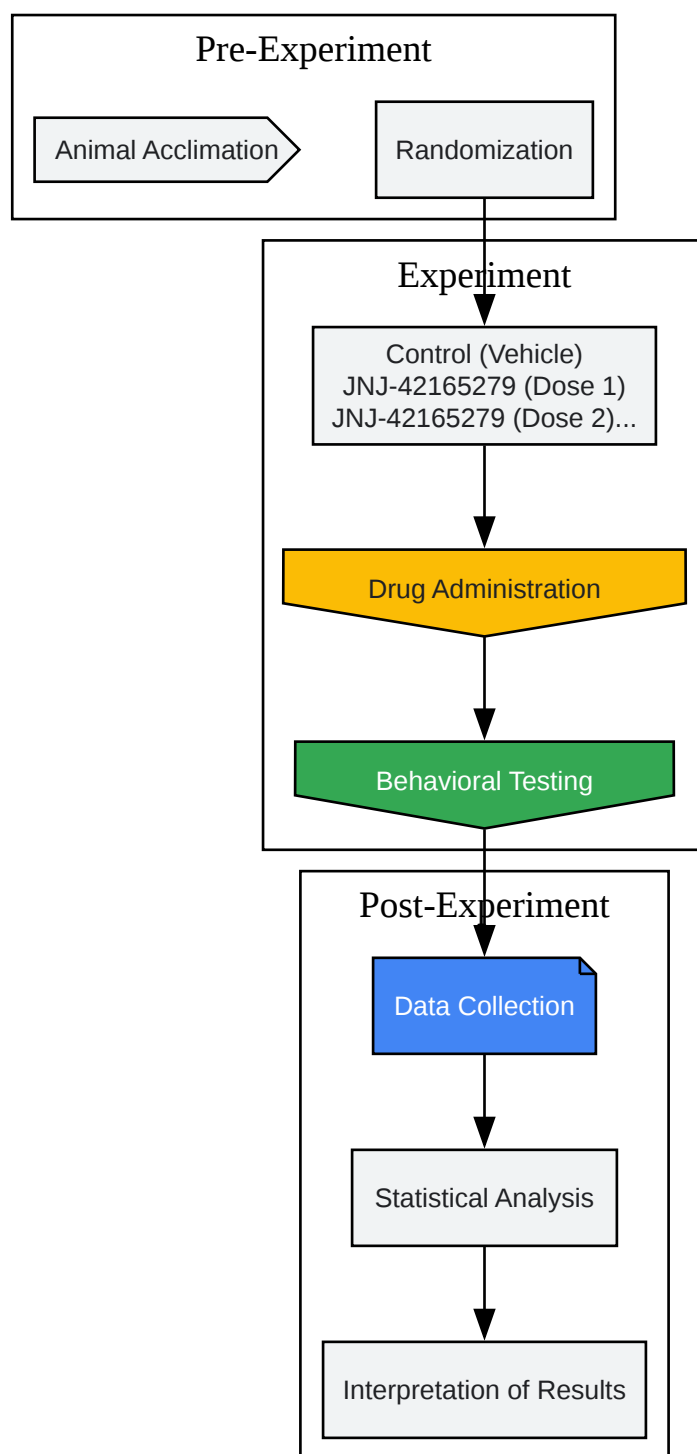 Pre-Experiment
Animal Acclimation
Randomization
Experiment
Control (Vehicle)
JNJ-42165279 (Dose 1)
JNJ-42165279 (Dose 2)...
Drug Administration
Behavioral Testing
Post-Experiment
Data Collection
Statistical Analysis
Interpretation of Results